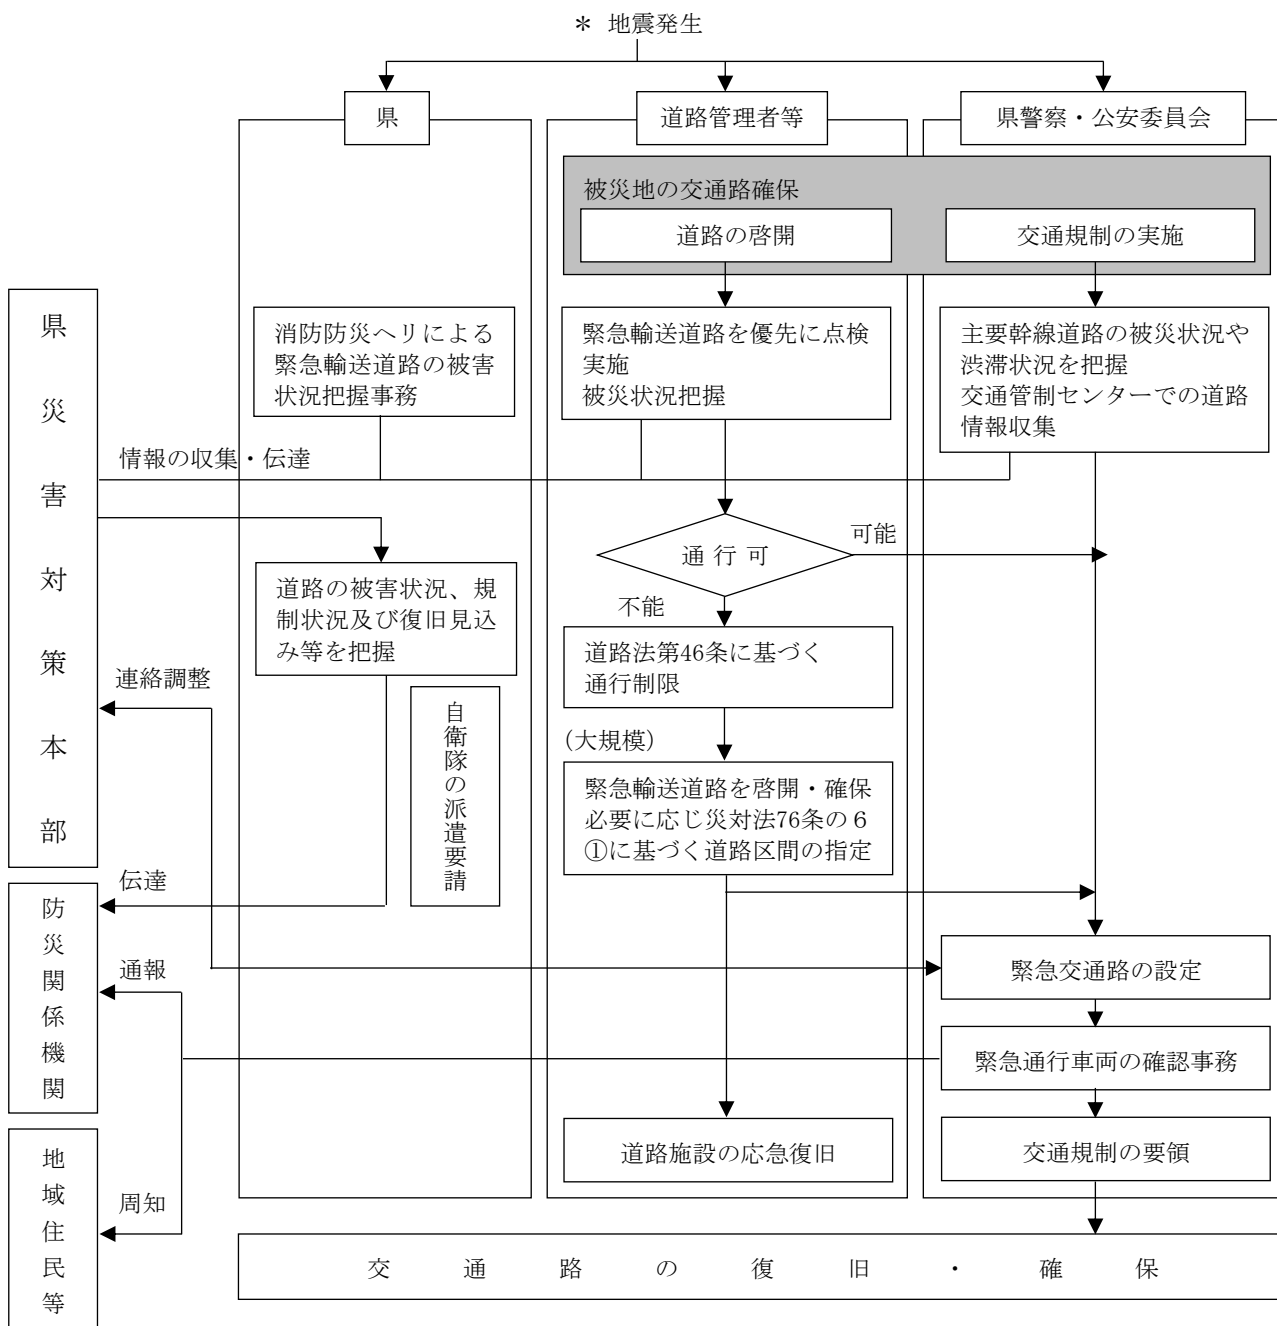 ＊ 地震発生
県
道路管理者等
県警察・公安委員会
被災地の交通路確保
道路の啓開
交通規制の実施
県災害対策本部
消防防災ヘリによる
緊急輸送道路の被害
状況把握事務
緊急輸送道路を優先に点検
実施
被災状況把握
主要幹線道路の被災状況や
渋滞状況を把握
交通管制センターでの道路
情報収集
情報の収集・伝達
通 行 可
可能
不能
道路の被害状況、規
制状況及び復旧見込
み等を把握
道路法第46条に基づく
通行制限
連絡調整
自衛隊の派遣要請
(大規模)
緊急輸送道路を啓開・確保
必要に応じ災対法76条の６
①に基づく道路区間の指定
伝達
防災関係機関
通報
緊急交通路の設定
緊急通行車両の確認事務
道路施設の応急復旧
交通規制の要領
地域住民等
周知
交通路の復旧・確保